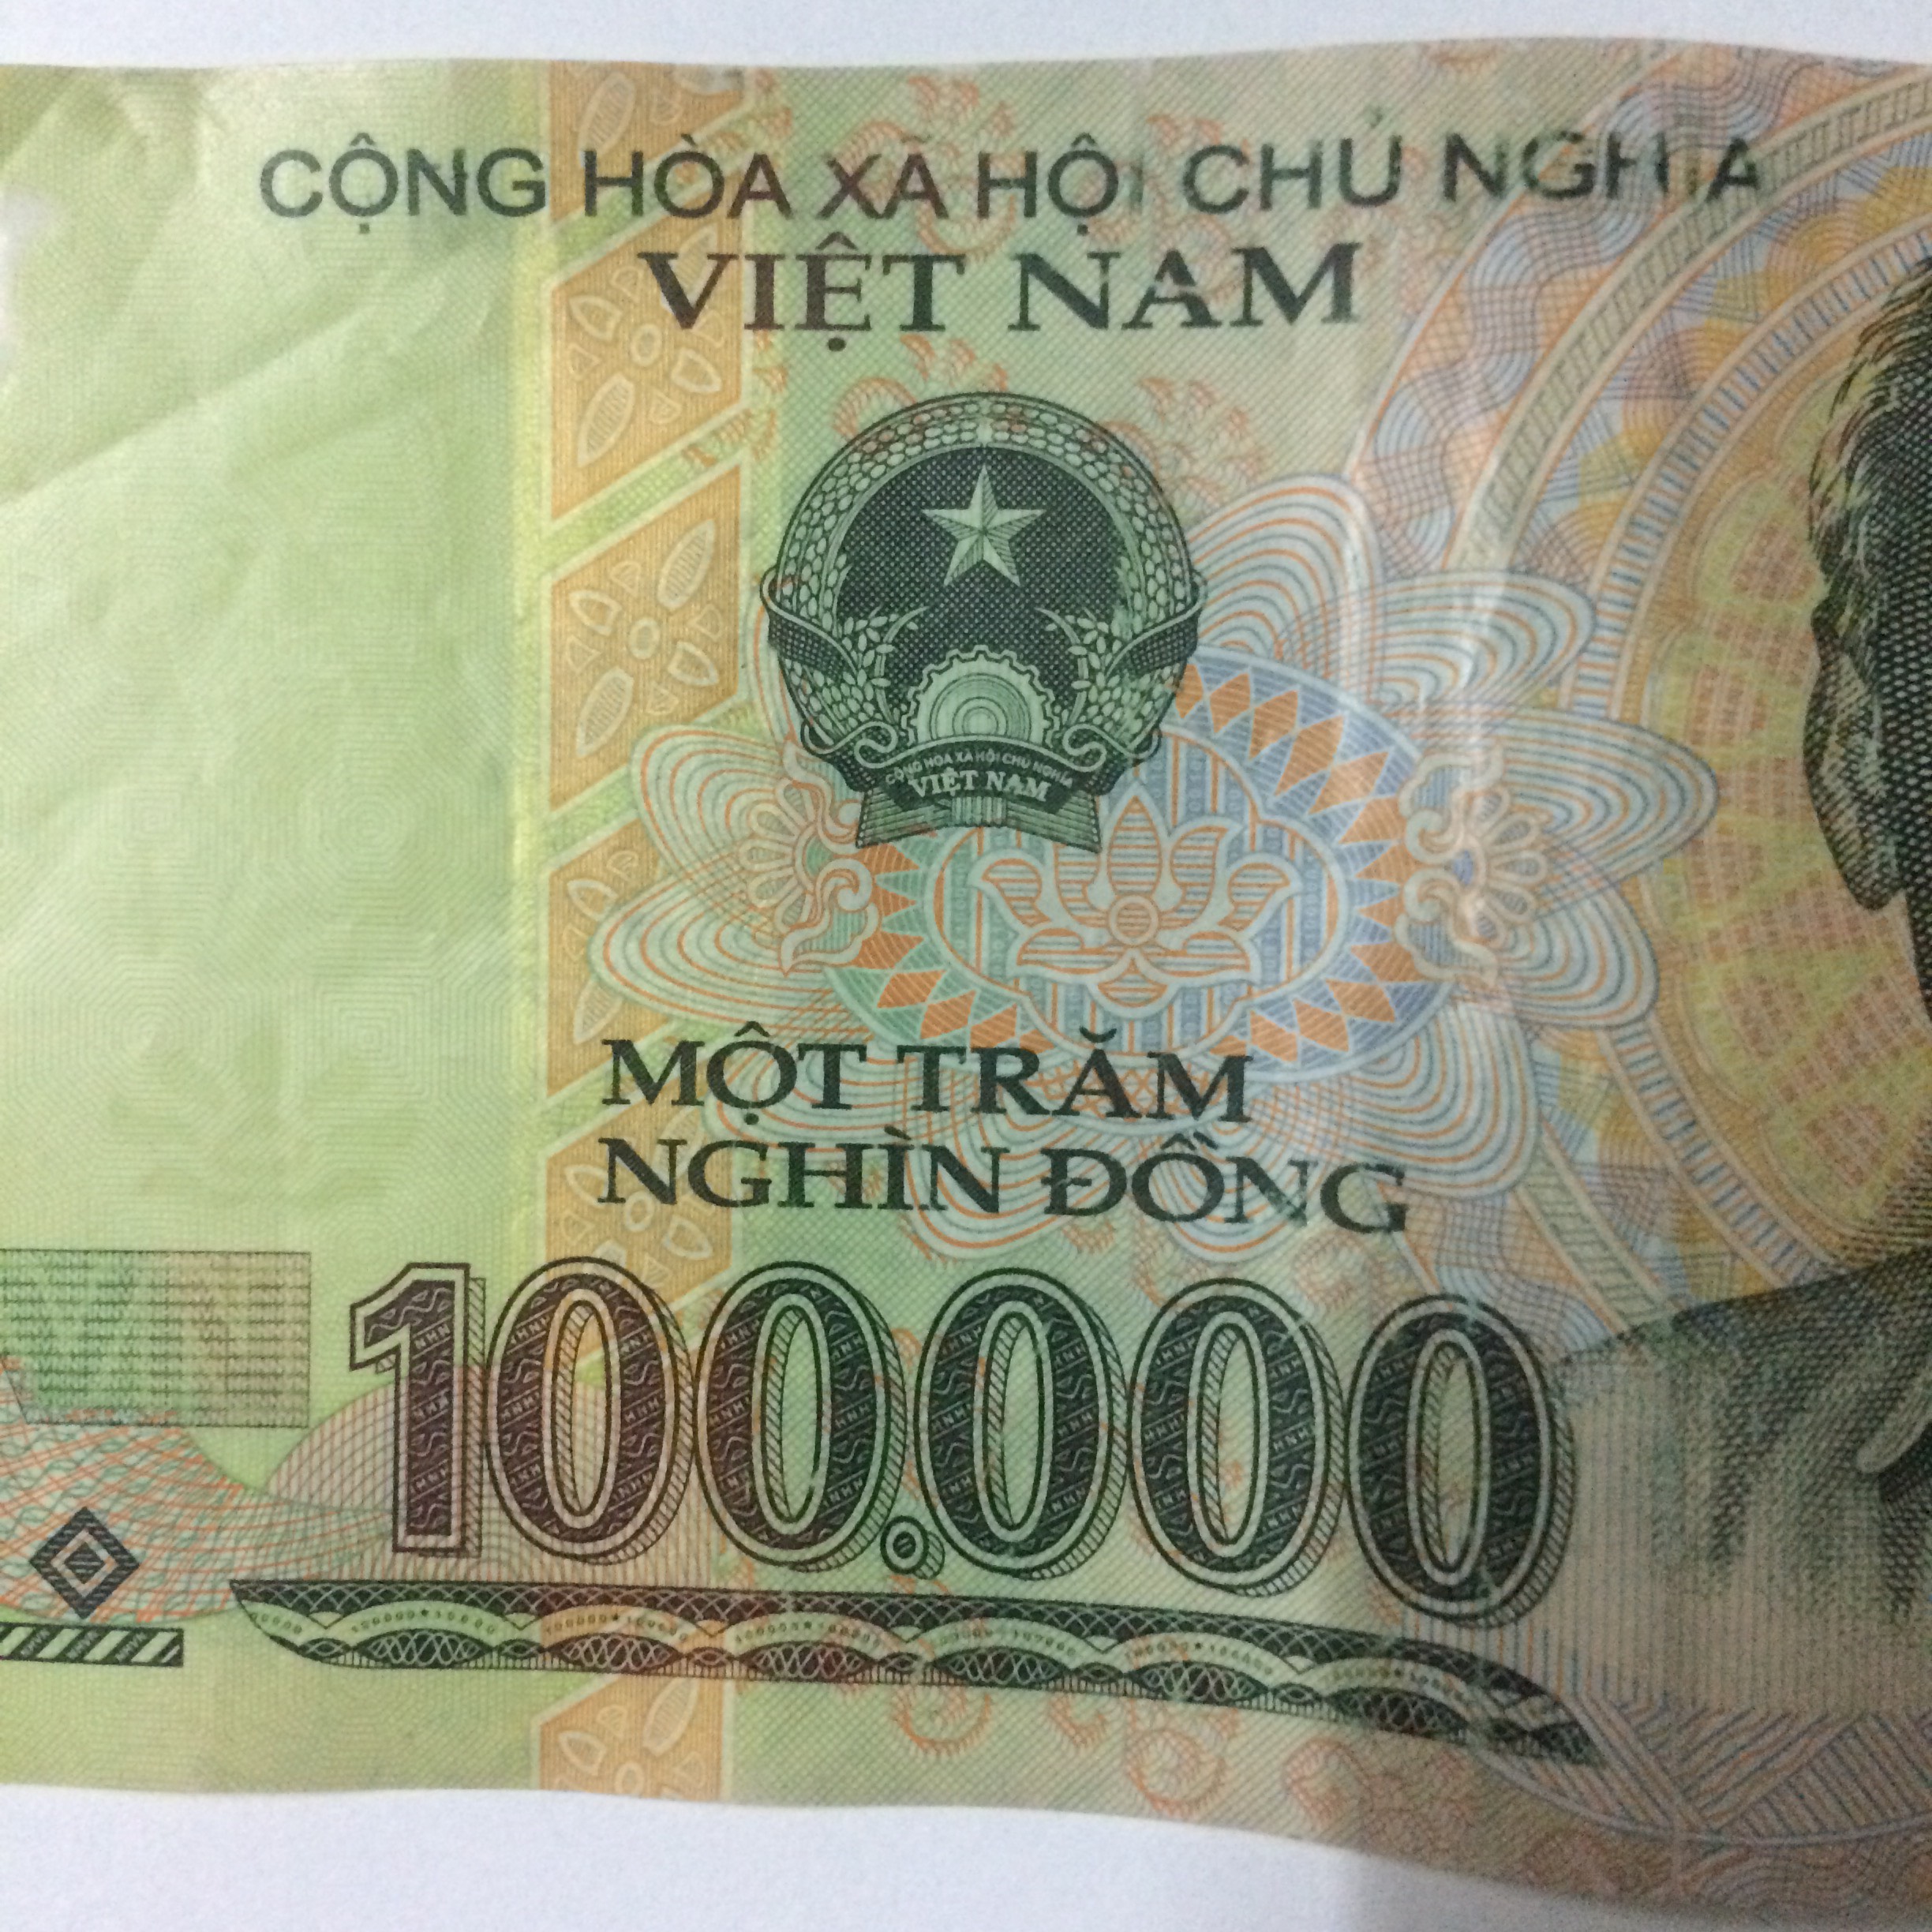 CỘNG HÒA XÃ HỘI CHỦ NGHĨA
VIỆT NAM
CỘNG HÒA XÃ HỘI CHỦ NGHĨA
VIỆT NAM
MỘT TRĂM
NGHÌN ĐỒNG
100.000